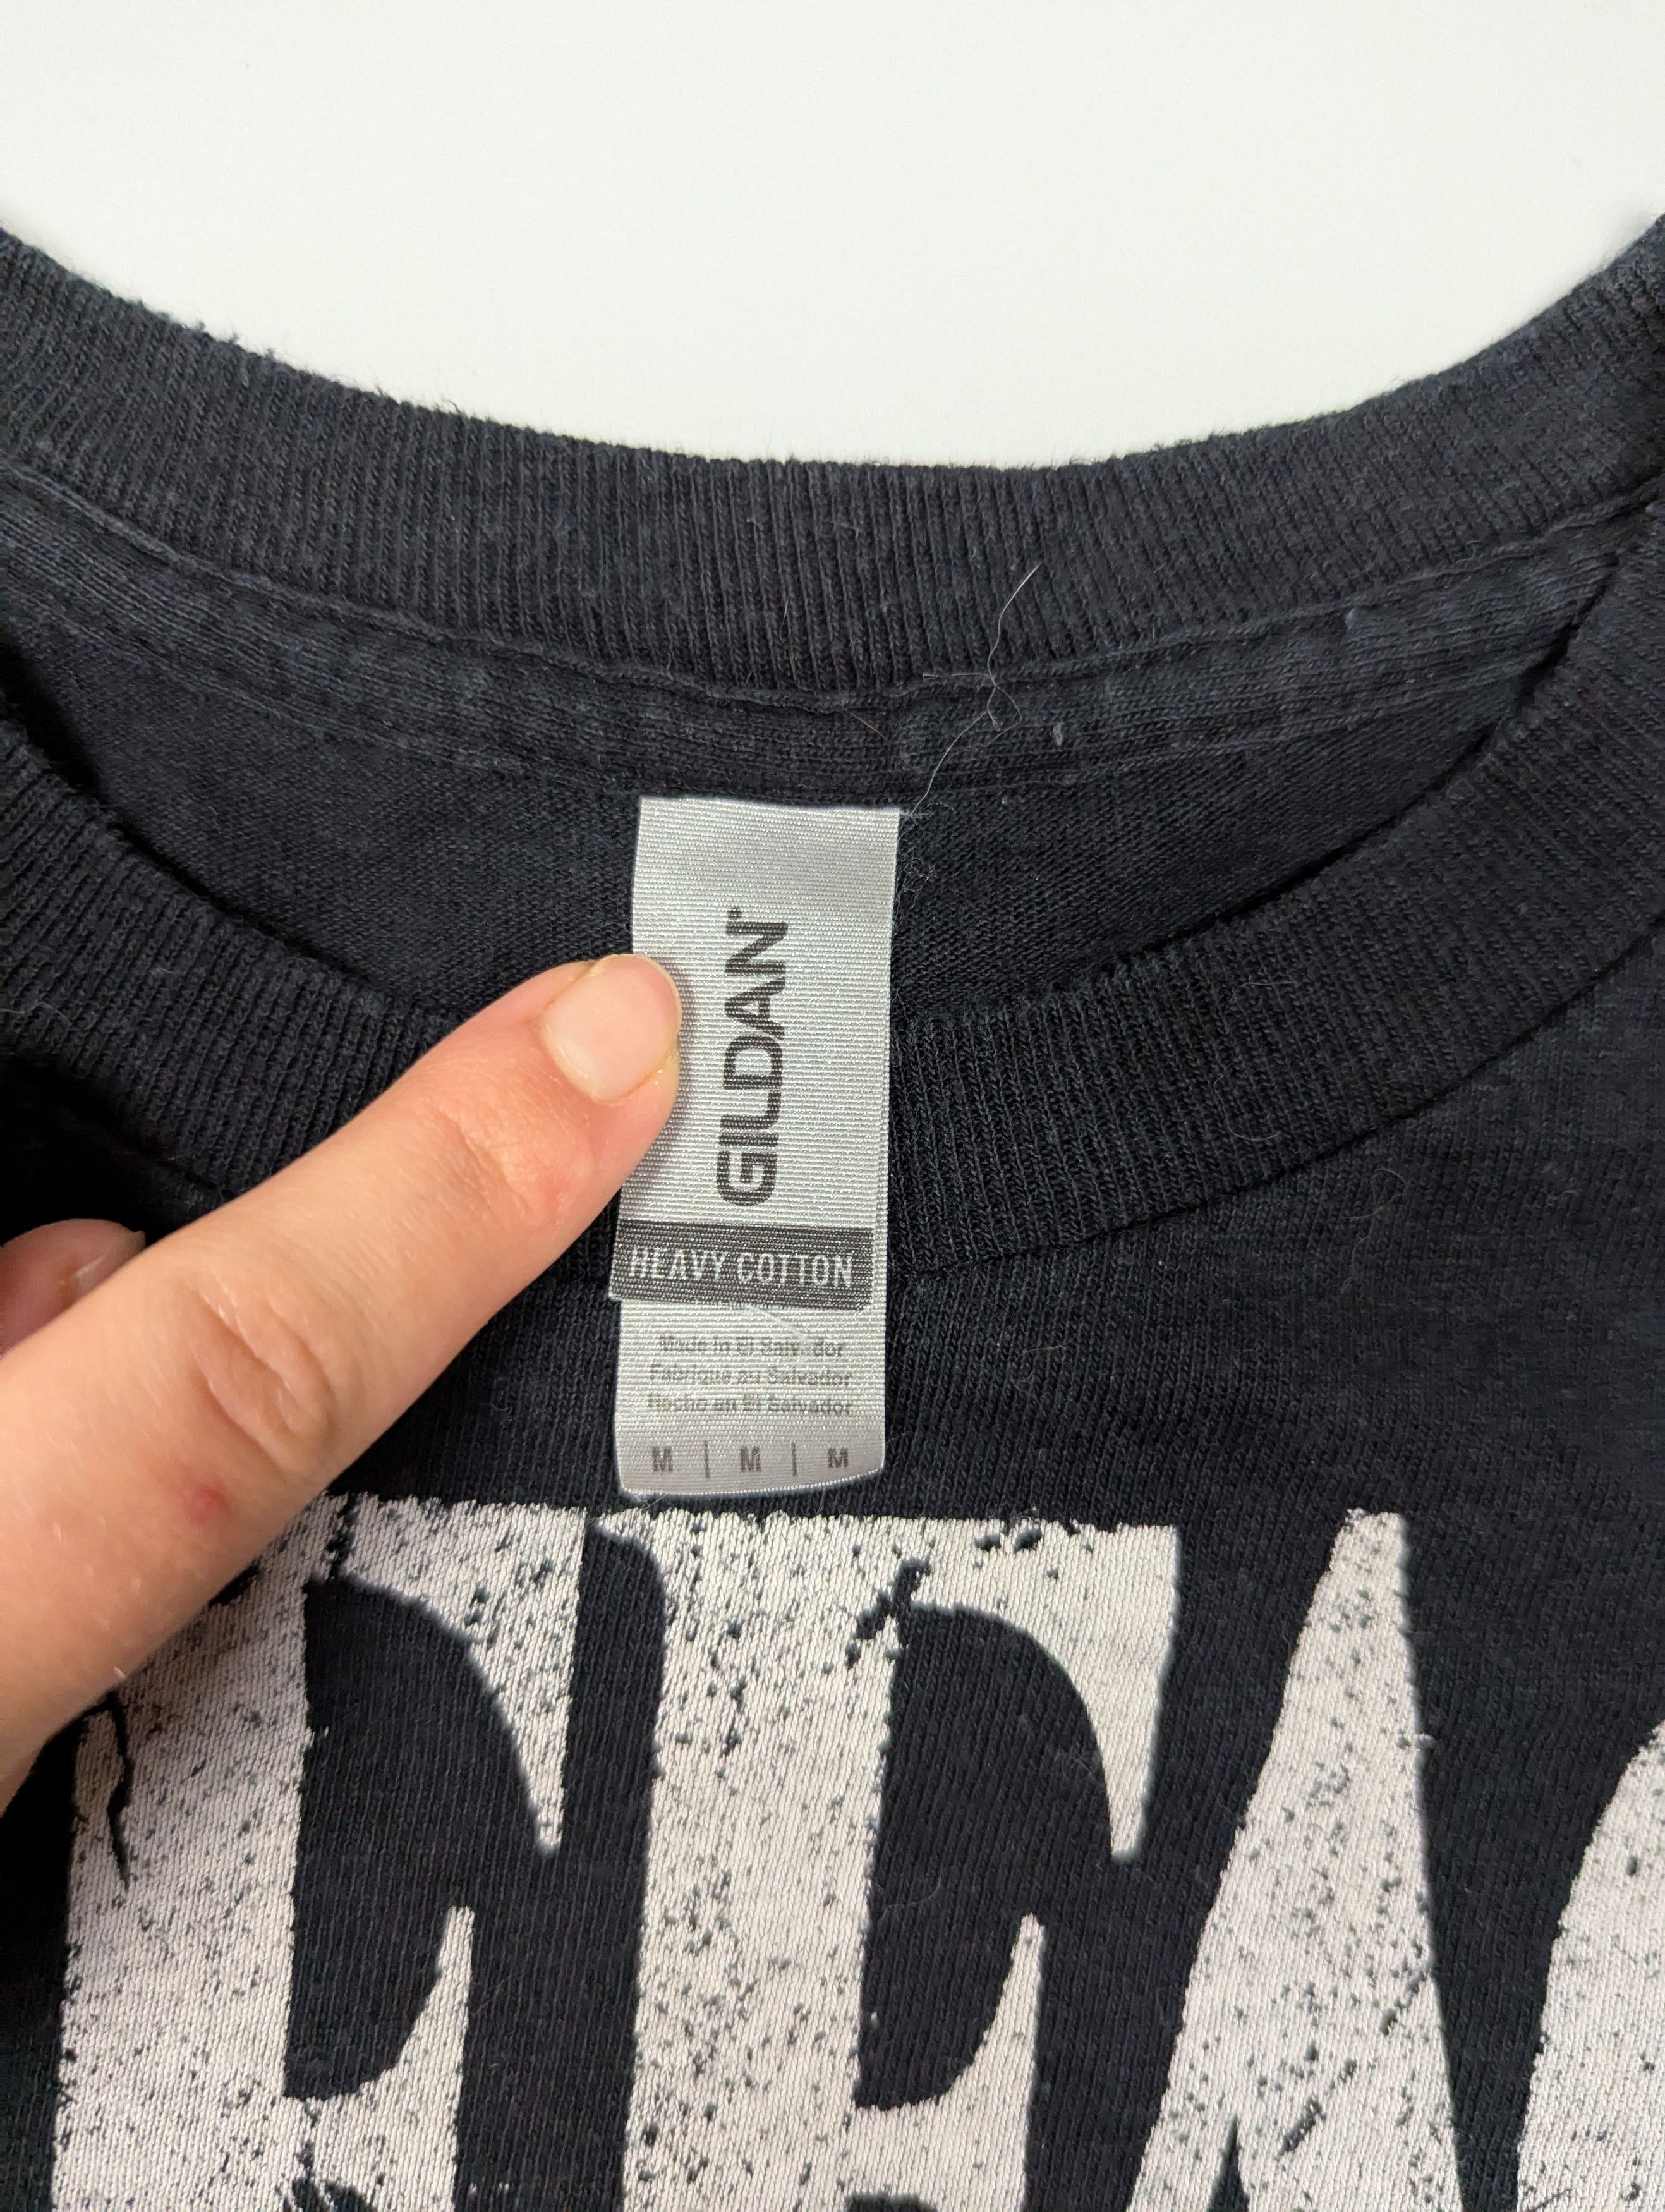 GILDAN®
HEAVY COTTON
Made in El Salvador
Fabriqué au Salvador
Hecho en El Salvador
M | M | M